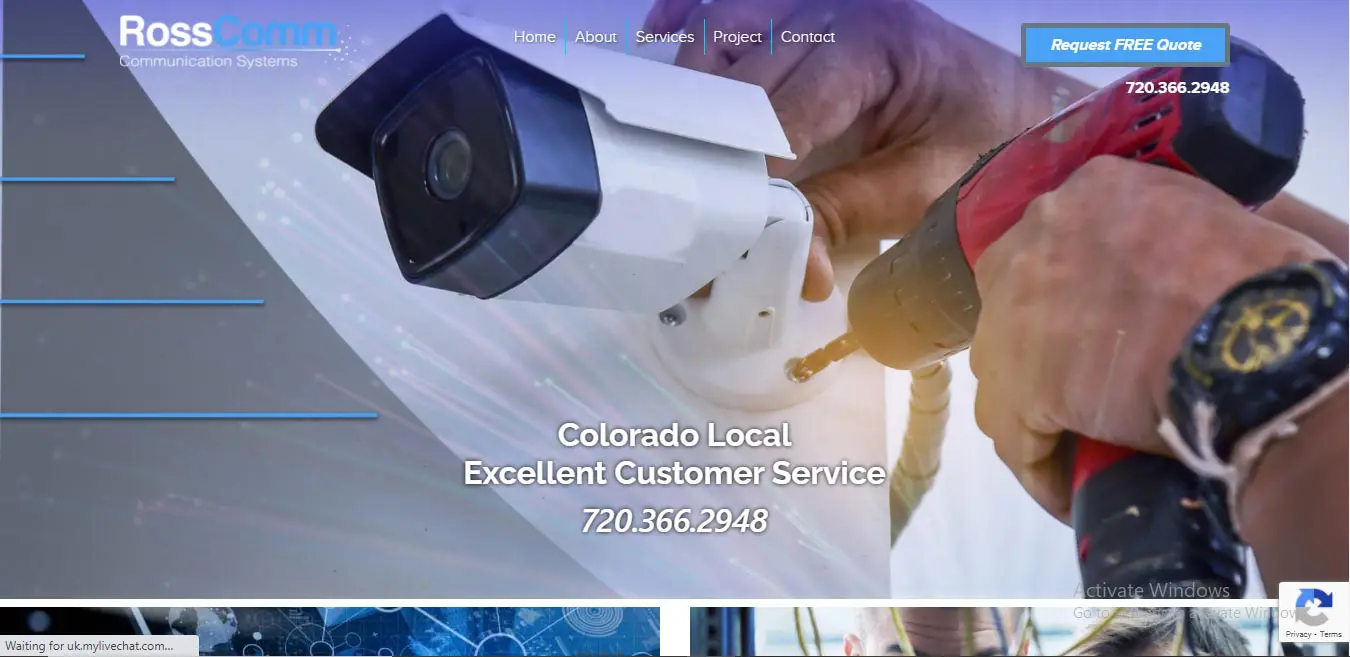 RossComm
Communication Systems
Home
About
Services
Project
Contact
Request FREE Quote
720.366.2948
Colorado Local
Excellent Customer Service
720.366.2948
Activate Windows
Go to Settings to activate Windows
Privacy - Terms
Waiting for uk.mylivechat.com...